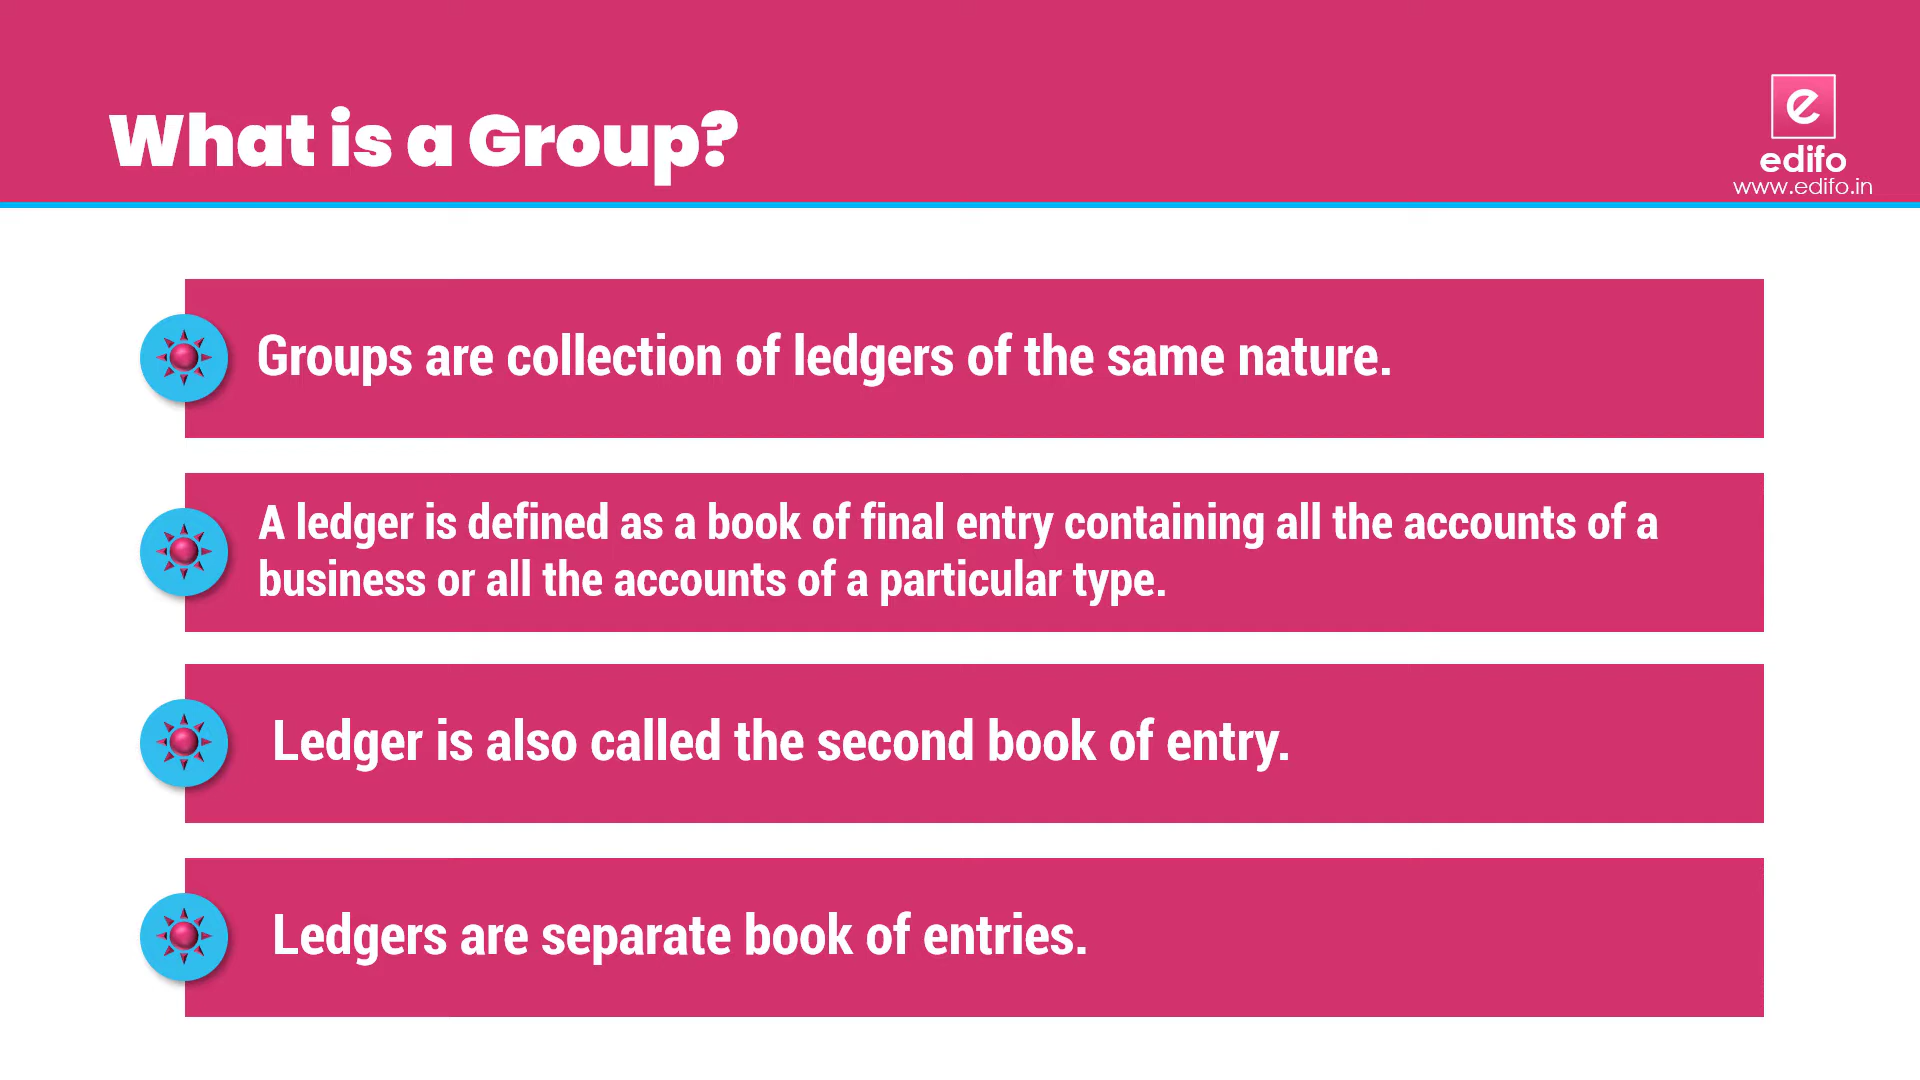 What is a Group?
e
edifo
www.edifo.in
Groups are collection of ledgers of the same nature.
A ledger is defined as a book of final entry containing all the accounts of a
business or all the accounts of a particular type.
Ledger is also called the second book of entry.
Ledgers are separate book of entries.